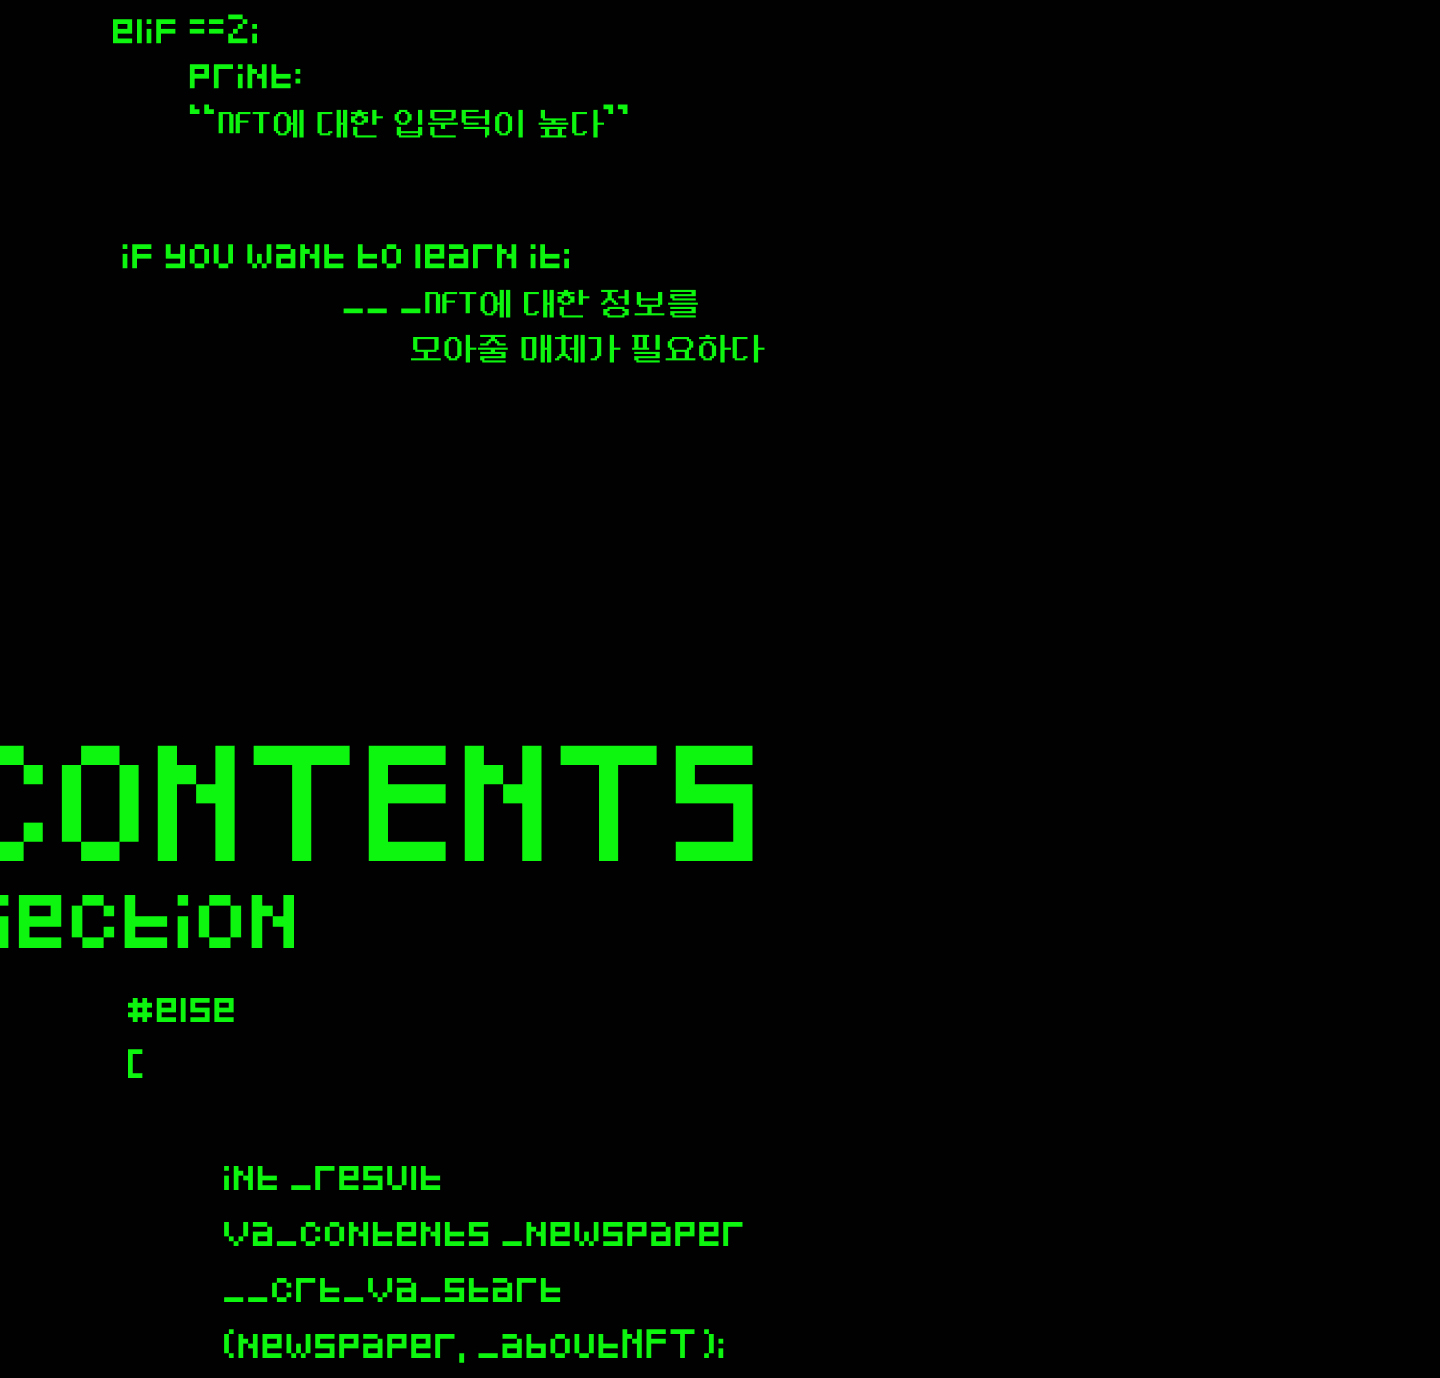 elif ==2;
print:
“NFT에 대한 입문턱이 높다”
if you want to learn it;
__ _NFT에 대한 정보를
모아줄 매체가 필요하다
CONTENTS
iection
#else
[
int _result
va_contents _newspaper
__crt_va_start
(newspaper, _aboutNFT );